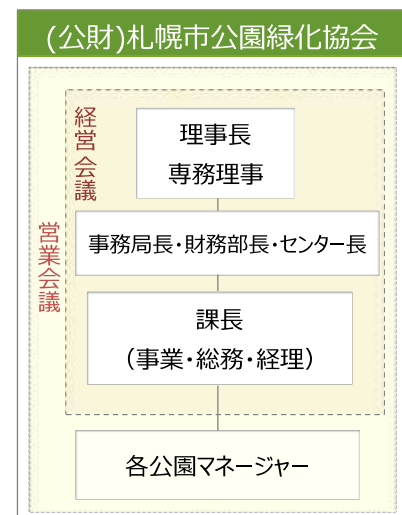 (公財)札幌市公園緑化協会
経営会議
理事長
専務理事
営業会議
事務局長・財務部長・センター長
課長
（事業・総務・経理）
各公園マネージャー